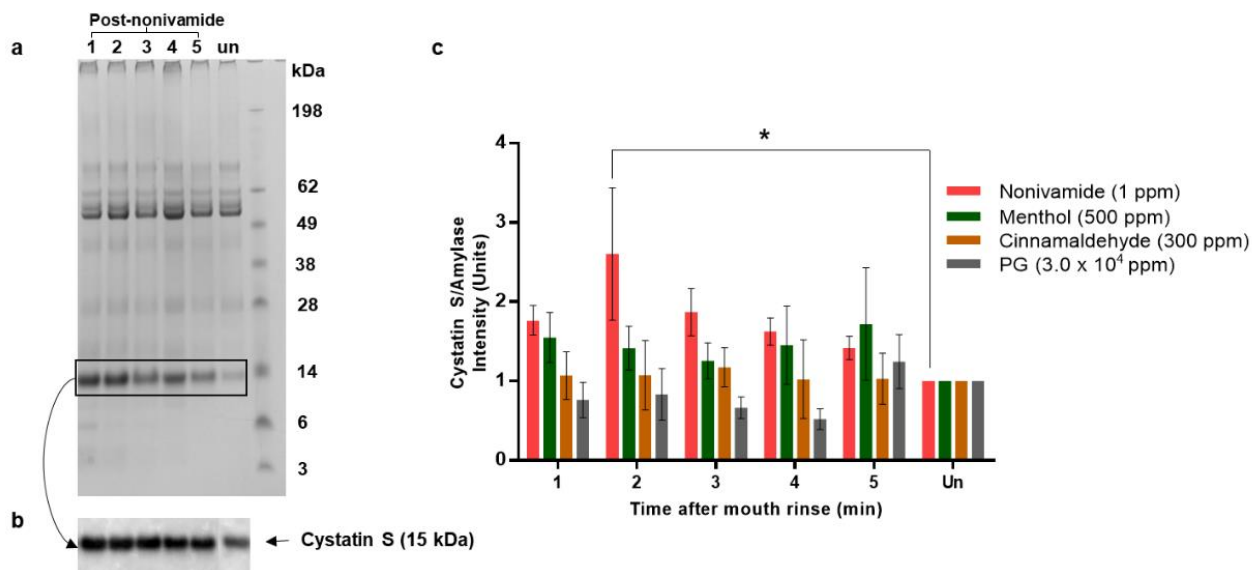 Post-nonivamide
a
1 2 3 4 5 un
kDa
198
62
49
38
28
14
6
3
b
Cystatin S (15 kDa)
c
*
4
3
2
1
0
Cystatin S/Amylase
Intensity (Units)
1 2 3 4 5 Un
Time after mouth rinse (min)
Nonivamide (1 ppm)
Menthol (500 ppm)
Cinnamaldehyde (300 ppm)
PG (3.0 x 10⁴ ppm)